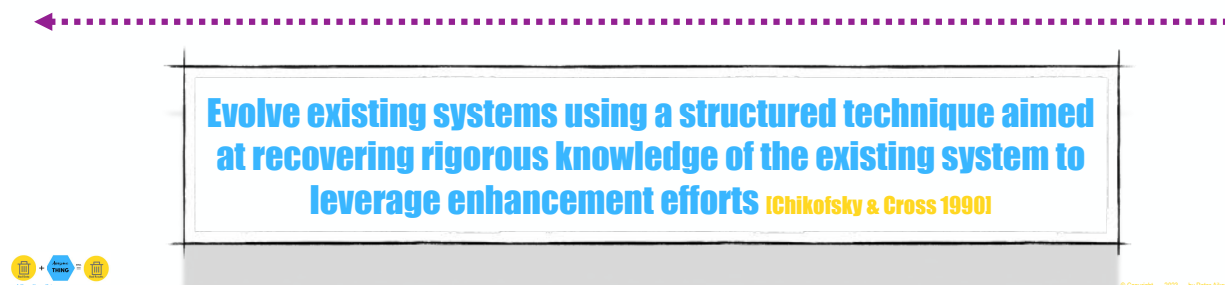 Evolve existing systems using a structured technique aimed
at recovering rigorous knowledge of the existing system to
leverage enhancement efforts [Chikofsky & Cross 1990]
THING